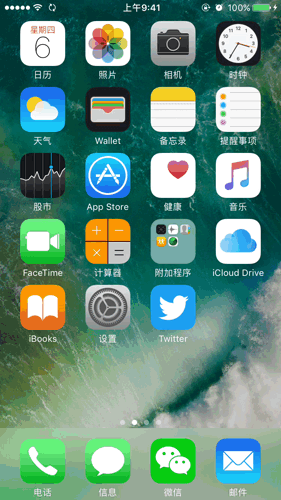 上午9:41
100%
星期四
6
日历
照片
相机
时钟
天气
Wallet
备忘录
提醒事项
股市
App Store
健康
音乐
FaceTime
计算器
附加程序
iCloud Drive
iBooks
设置
Twitter
电话
信息
微信
邮件